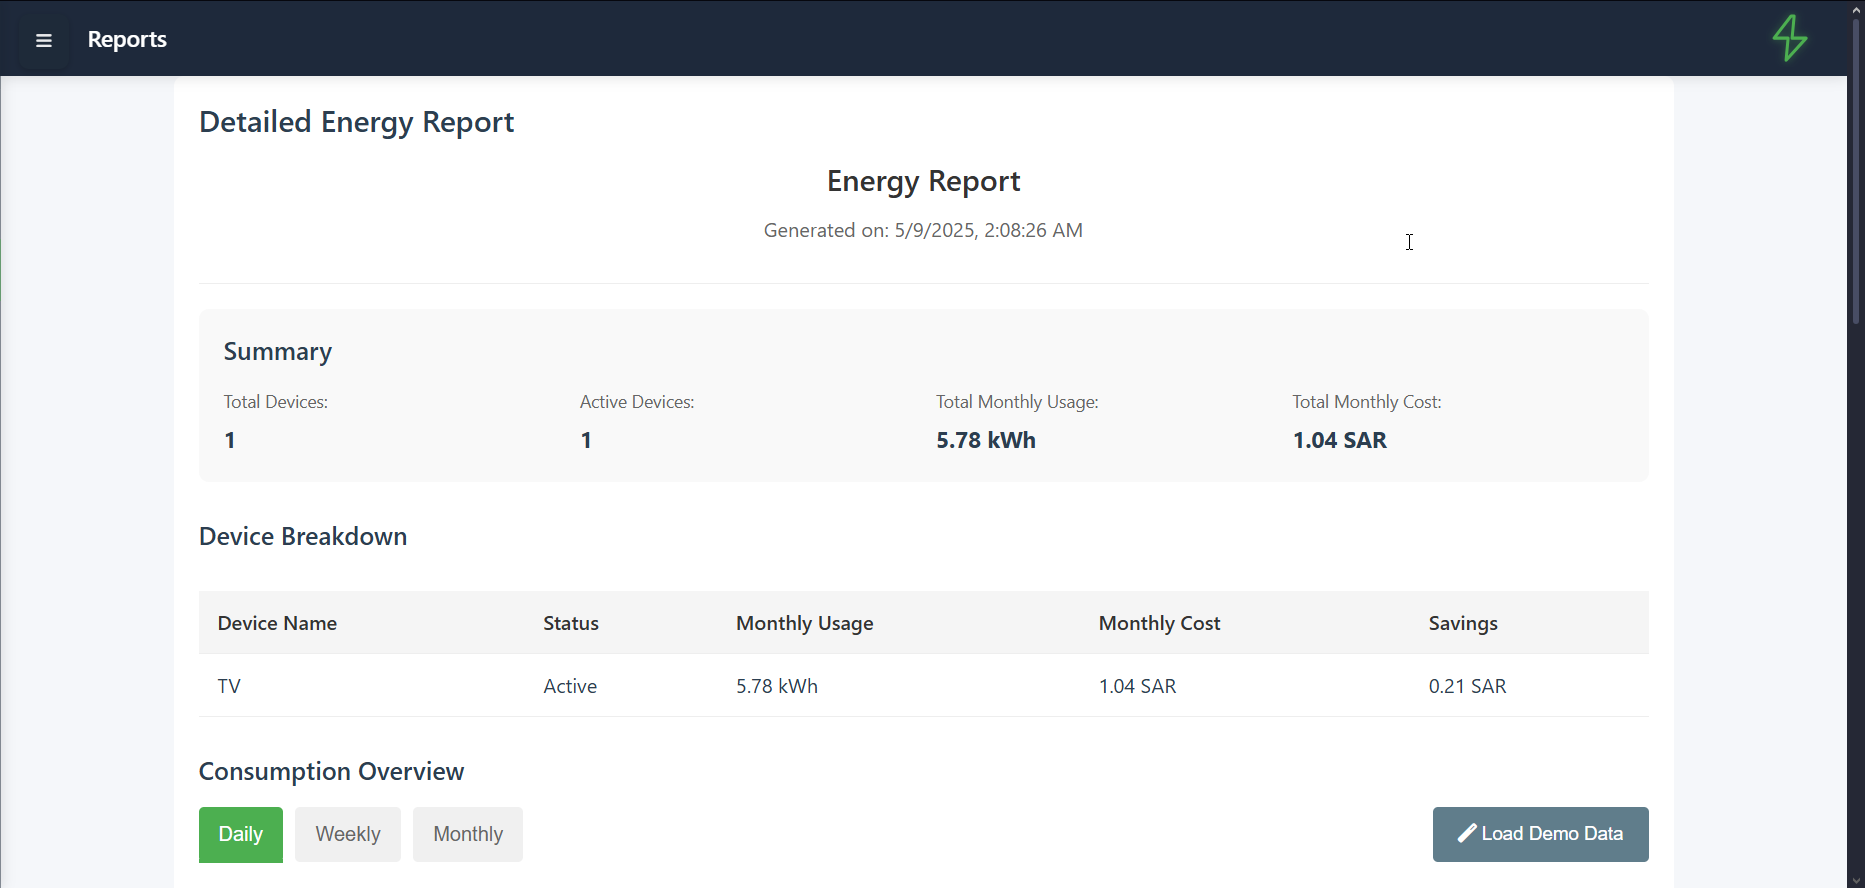 Reports
Detailed Energy Report
Energy Report
Generated on: 5/9/2025, 2:08:26 AM
Summary
Total Devices: Active Devices: Total Monthly Usage: Total Monthly Cost:
1 1 5.78 kWh 1.04 SAR
Device Breakdown
Device Name Status Monthly Usage Monthly Cost Savings
TV Active 5.78 kWh 1.04 SAR 0.21 SAR
Consumption Overview
Daily Weekly Monthly Load Demo Data